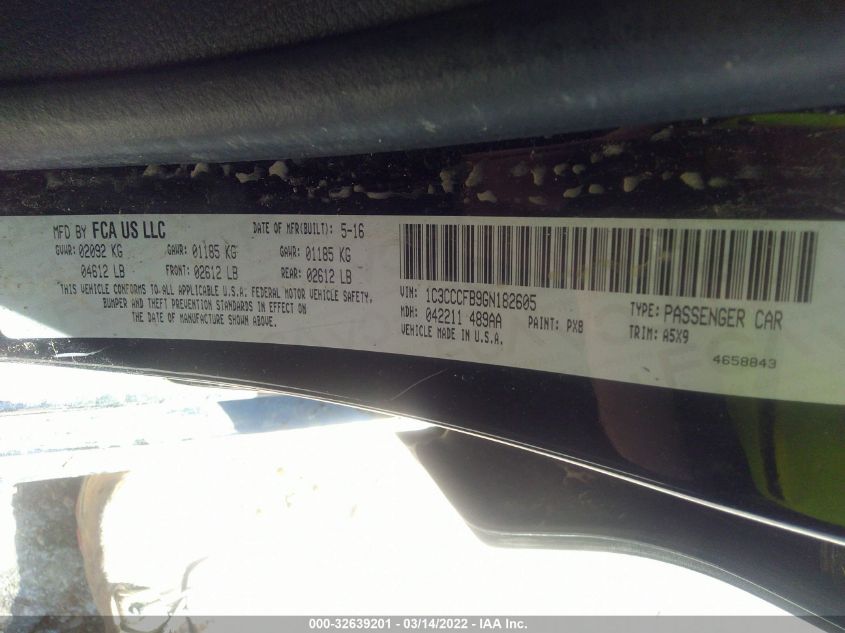 MFD BY FCA US LLC DATE OF MFR(BUILT): 5-16
GVWR: 02092 KG GAWR: 01185 KG GAWR: 01185 KG
04612 LB FRONT: 02612 LB REAR: 02612 LB
THIS VEHICLE CONFORMS TO ALL APPLICABLE U.S.A. FEDERAL MOTOR VEHICLE SAFETY,
BUMPER AND THEFT PREVENTION STANDARDS IN EFFECT ON
THE DATE OF MANUFACTURE SHOWN ABOVE.
VIN: 1C3CCCFB9GN182605 TYPE: PASSENGER CAR
MDH: 042211 489AA PAINT: PX8 TRIM: A5X9
VEHICLE MADE IN U.S.A.
4658843
000-32639201 - 03/14/2022 - IAA Inc.